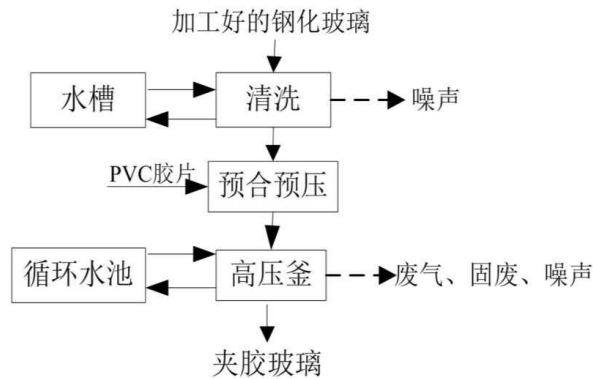 加工好的钢化玻璃
水槽
清洗
噪声
PVC胶片
预合预压
循环水池
高压釜
废气、固废、噪声
夹胶玻璃